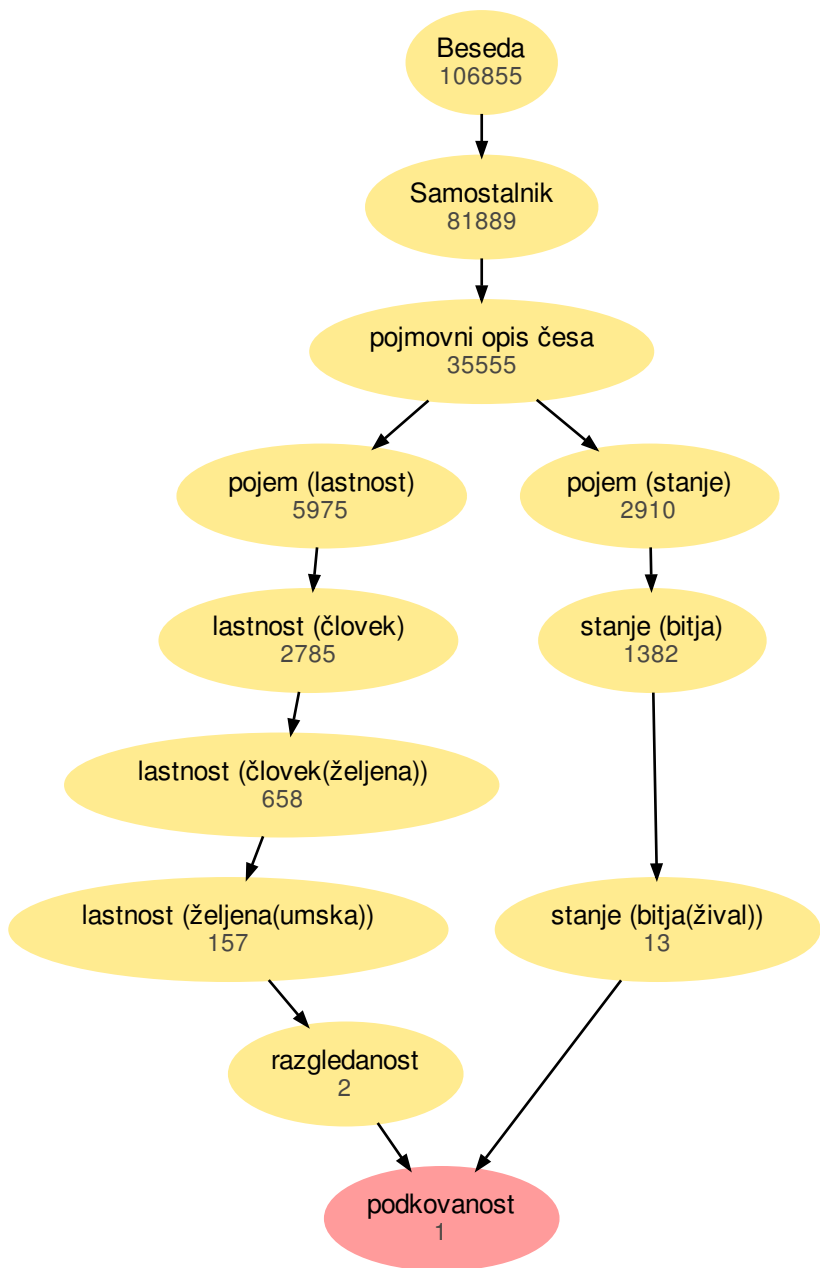 Beseda
106855
Samostalnik
81889
pojmovni opis česa
35555
pojem (lastnost)
5975
pojem (stanje)
2910
lastnost (človek)
2785
stanje (bitja)
1382
lastnost (človek(željena))
658
lastnost (željena(umska))
157
stanje (bitja(žival))
13
razgledanost
2
podkovanost
1